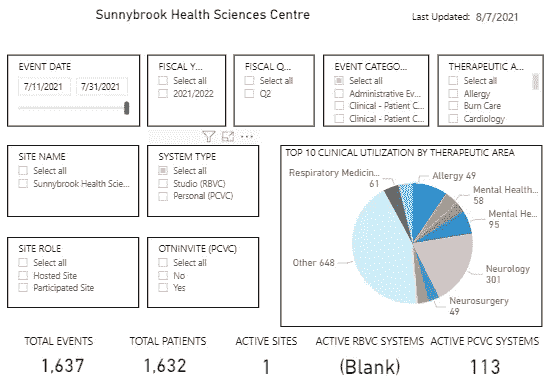 Sunnybrook Health Sciences Centre
Last Updated: 8/7/2021
EVENT DATE
7/11/2021 7/31/2021
FISCAL Y...
Select all
2021/2022
FISCAL Q...
Select all
Q2
EVENT CATEGO...
Select all
Administrative Ev...
Clinical - Patient C...
Clinical - Patient C...
THERAPEUTIC A...
Select all
Allergy
Burn Care
Cardiology
SITE NAME
Select all
Sunnybrook Health Scie...
SYSTEM TYPE
Select all
Studio (RBVC)
Personal (PCVC)
SITE ROLE
Select all
Hosted Site
Participated Site
OTNINVITE (PCVC)
Select all
No
Yes
TOP 10 CLINICAL UTILIZATION BY THERAPEUTIC AREA
Respiratory Medicin...
61
Allergy 49
Mental Health...
58
Mental He...
95
Neurology
301
Neurosurgery
49
Other 648
TOTAL EVENTS
1,637
TOTAL PATIENTS
1,632
ACTIVE SITES
1
ACTIVE RBVC SYSTEMS
(Blank)
ACTIVE PCVC SYSTEMS
113